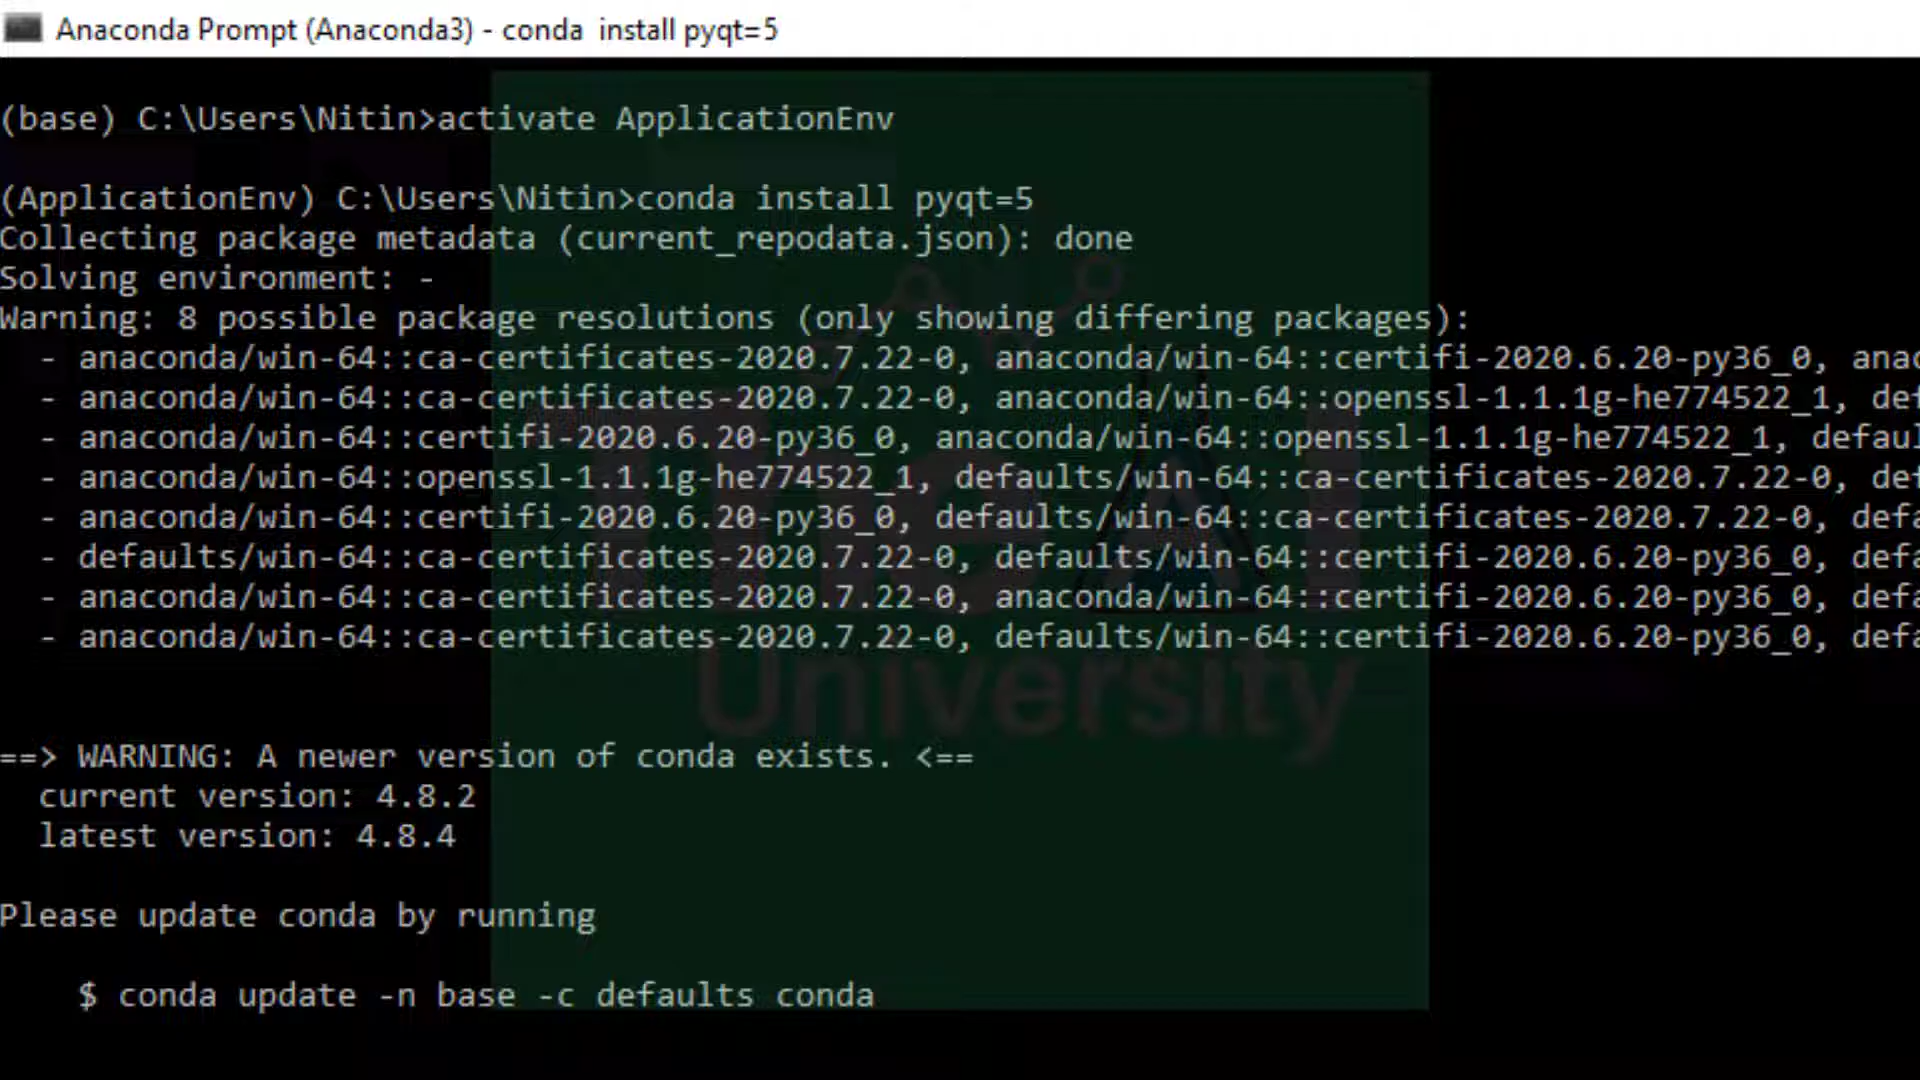 Anaconda Prompt (Anaconda3) - conda  install pyqt=5
(base) C:\Users\Nitin>activate ApplicationEnv
(ApplicationEnv) C:\Users\Nitin>conda install pyqt=5
Collecting package metadata (current_repodata.json): done
Solving environment: -
Warning: 8 possible package resolutions (only showing differing packages):
  - anaconda/win-64::ca-certificates-2020.7.22-0, anaconda/win-64::certifi-2020.6.20-py36_0, anac
  - anaconda/win-64::ca-certificates-2020.7.22-0, anaconda/win-64::openssl-1.1.1g-he774522_1, def
  - anaconda/win-64::certifi-2020.6.20-py36_0, anaconda/win-64::openssl-1.1.1g-he774522_1, defaul
  - anaconda/win-64::openssl-1.1.1g-he774522_1, defaults/win-64::ca-certificates-2020.7.22-0, def
  - anaconda/win-64::certifi-2020.6.20-py36_0, defaults/win-64::ca-certificates-2020.7.22-0, defa
  - defaults/win-64::ca-certificates-2020.7.22-0, defaults/win-64::certifi-2020.6.20-py36_0, defa
  - anaconda/win-64::ca-certificates-2020.7.22-0, anaconda/win-64::certifi-2020.6.20-py36_0, defa
  - anaconda/win-64::ca-certificates-2020.7.22-0, defaults/win-64::certifi-2020.6.20-py36_0, defa
The AI
University
==> WARNING: A newer version of conda exists. <==
  current version: 4.8.2
  latest version: 4.8.4
Please update conda by running
    $ conda update -n base -c defaults conda